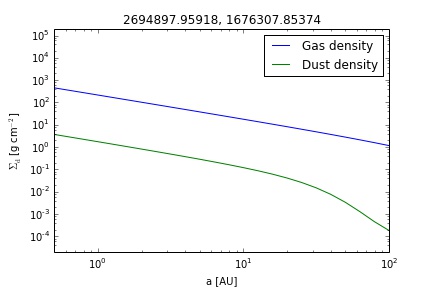 2694897.95918, 1676307.85374
Gas density
Dust density
Σ_d [g cm^-2]
10^5
10^4
10^3
10^2
10^1
10^0
10^-1
10^-2
10^-3
10^-4
10^0 10^1 10^2
a [AU]